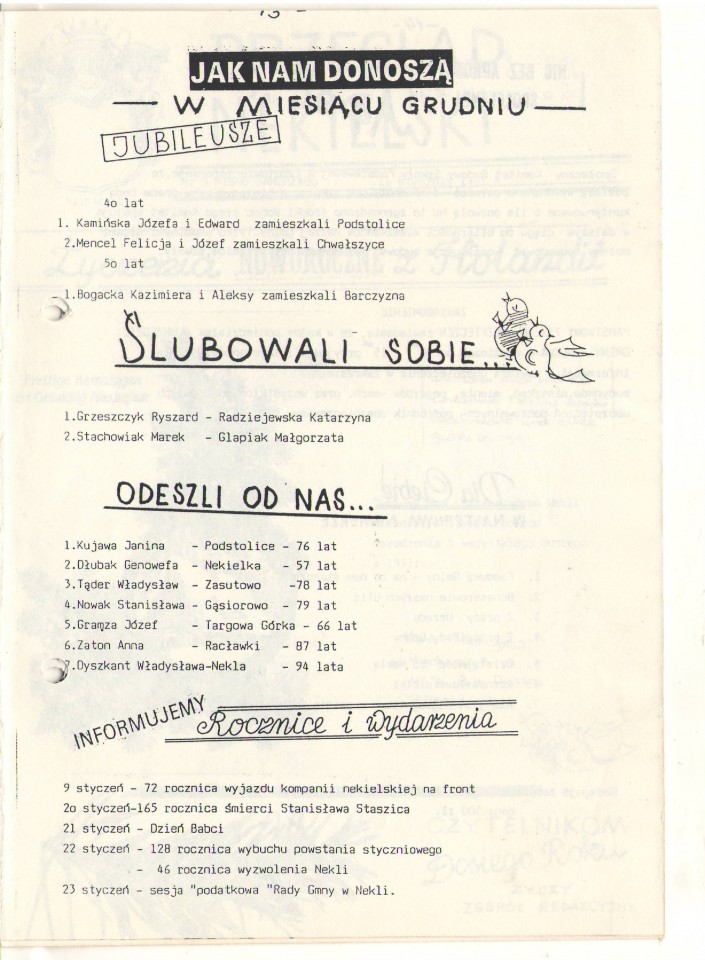 13 -
JAK NAM DONOSZĄ
— W MIESIĄCU GRUDNIU —
JUBILEUSZE
4o lat
1. Kamińska Józefa i Edward zamieszkali Podstolice
2.Mencel Felicja i Józef zamieszkali Chwałszyce
5o lat
1.Bogacka Kazimiera i Aleksy zamieszkali Barczyzna
ŚLUBOWALI SOBIE...
1.Grzeszczyk Ryszard - Radziejewska Katarzyna
2.Stachowiak Marek - Glapiak Małgorzata
ODESZLI OD NAS...
1.Kujawa Janina - Podstolice - 76 lat
2.Dłubak Genowefa - Nekielka - 57 lat
3.Tąder Władysław - Zasutowo -78 lat
4.Nowak Stanisława - Gąsiorowo - 79 lat
5.Gramza Józef - Targowa Górka - 66 lat
6.Zaton Anna - Racławki - 87 lat
7.Dyszkant Władysława-Nekla - 94 lata
INFORMUJEMY Rocznice i wydarzenia
9 styczeń - 72 rocznica wyjazdu kompanii nekielskiej na front
2o styczeń-165 rocznica śmierci Stanisława Staszica
21 styczeń - Dzień Babci
22 styczeń - 128 rocznica wybuchu powstania styczniowego
- 46 rocznica wyzwolenia Nekli
23 styczeń - sesja "podatkowa "Rady Gmny w Nekli.